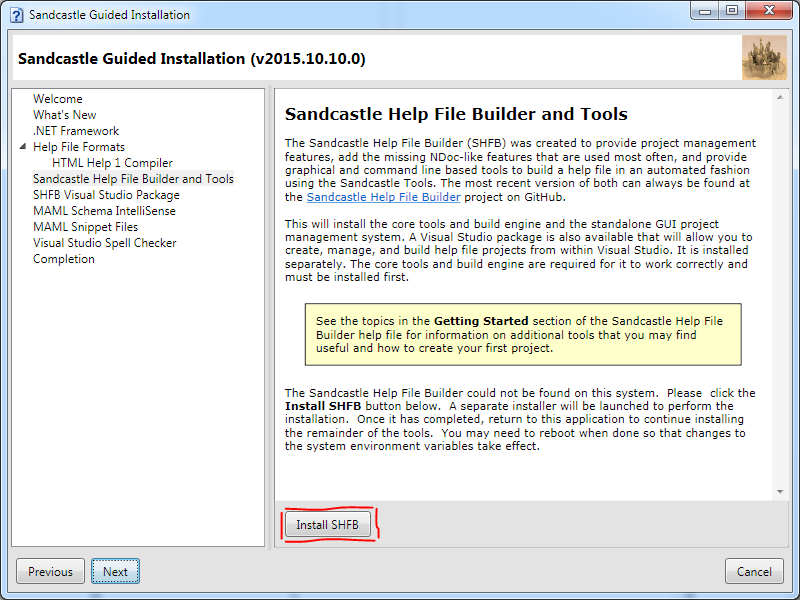 Sandcastle Guided Installation
Sandcastle Guided Installation (v2015.10.10.0)
Welcome
What's New
.NET Framework
Help File Formats
HTML Help 1 Compiler
Sandcastle Help File Builder and Tools
SHFB Visual Studio Package
MAML Schema IntelliSense
MAML Snippet Files
Visual Studio Spell Checker
Completion
Sandcastle Help File Builder and Tools
The Sandcastle Help File Builder (SHFB) was created to provide project management
features, add the missing NDoc-like features that are used most often, and provide
graphical and command line based tools to build a help file in an automated fashion
using the Sandcastle Tools. The most recent version of both can always be found at
the Sandcastle Help File Builder project on GitHub.
This will install the core tools and build engine and the standalone GUI project
management system. A Visual Studio package is also available that will allow you to
create, manage, and build help file projects from within Visual Studio. It is installed
separately. The core tools and build engine are required for it to work correctly and
must be installed first.
See the topics in the Getting Started section of the Sandcastle Help File
Builder help file for information on additional tools that you may find
useful and how to create your first project.
The Sandcastle Help File Builder could not be found on this system. Please click the
Install SHFB button below. A separate installer will be launched to perform the
installation. Once it has completed, return to this application to continue installing
the remainder of the tools. You may need to reboot when done so that changes to
the system environment variables take effect.
Install SHFB
Previous
Next
Cancel